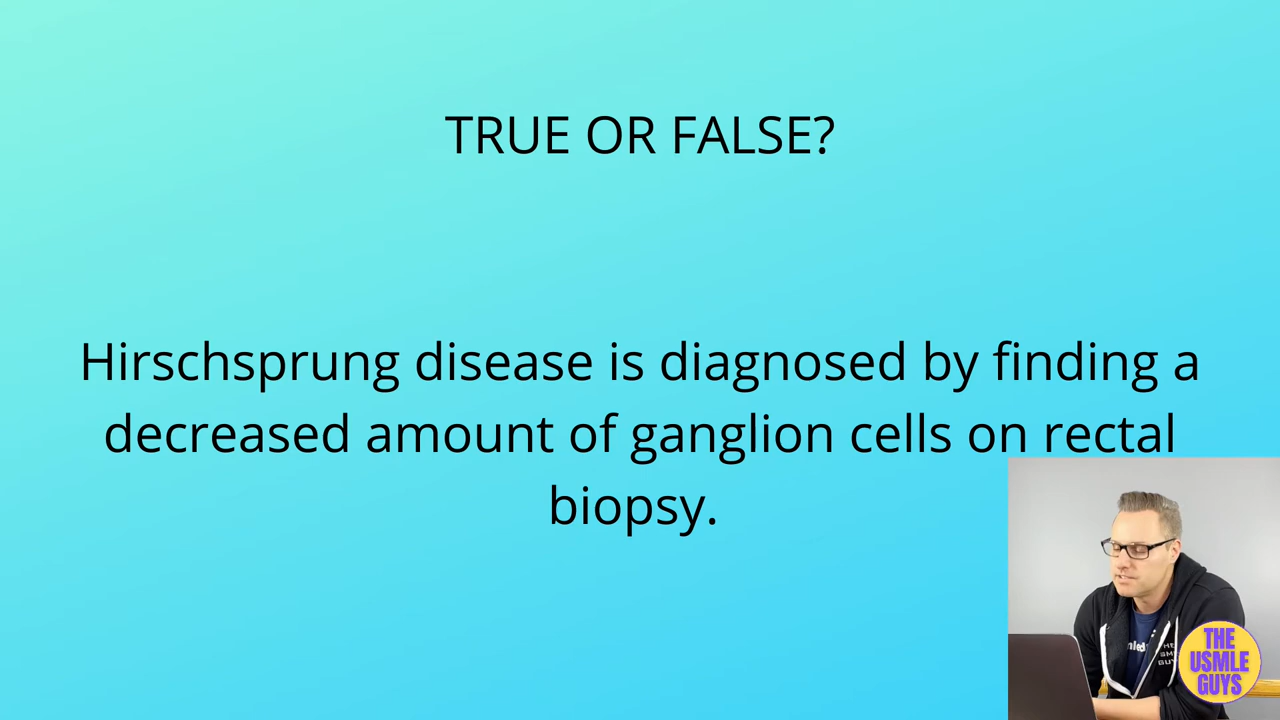 TRUE OR FALSE?
Hirschsprung disease is diagnosed by finding a
decreased amount of ganglion cells on rectal
biopsy.
THE
USMLE
GUYS